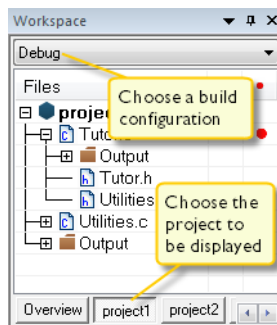 Workspace
Debug
Files
Choose a build
configuration
Output
Tutor.h
Utilities
Choose the
project to
be displayed
Utilities.c
Output
Overview project1 project2